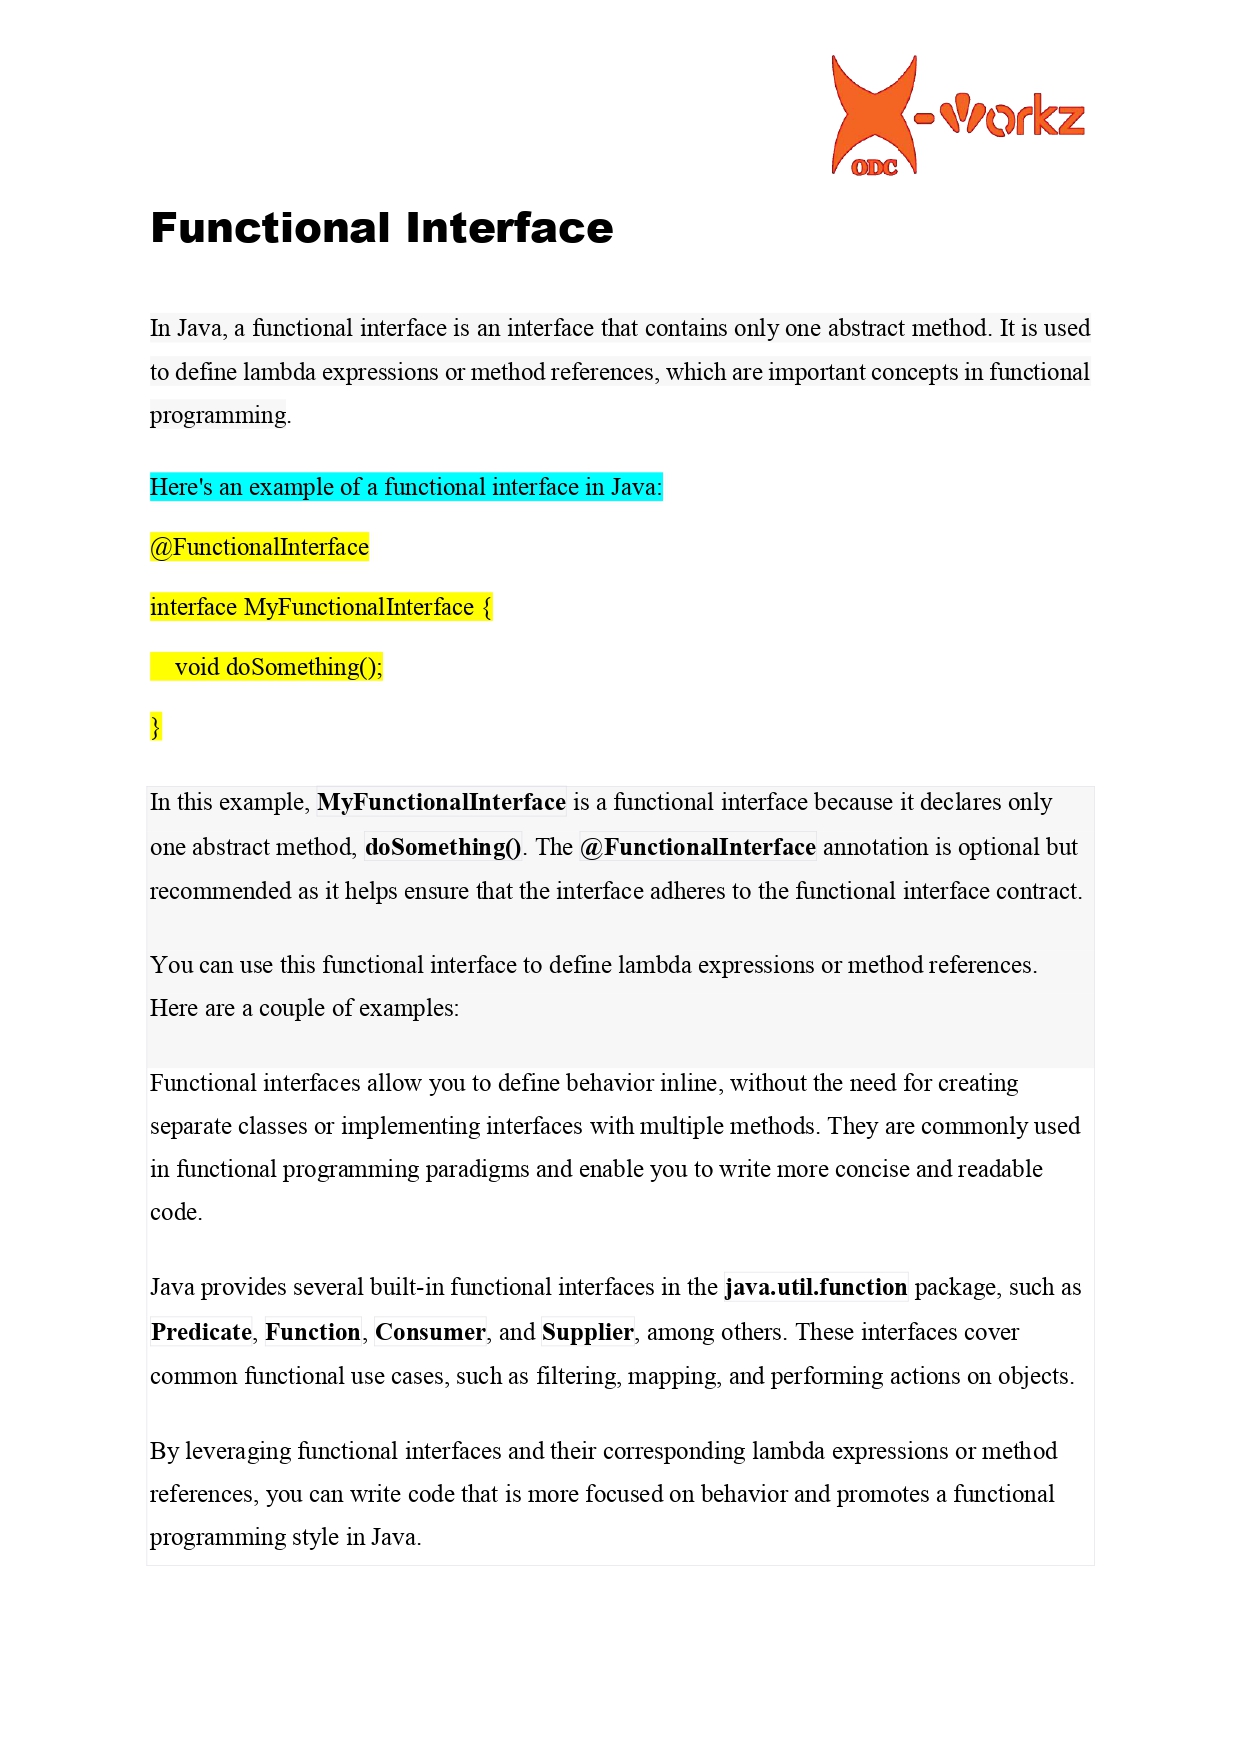 X-workz
ODC
Functional Interface
In Java, a functional interface is an interface that contains only one abstract method. It is used
to define lambda expressions or method references, which are important concepts in functional
programming.
Here's an example of a functional interface in Java:
@FunctionalInterface
interface MyFunctionalInterface {
    void doSomething();
}
In this example, MyFunctionalInterface is a functional interface because it declares only
one abstract method, doSomething(). The @FunctionalInterface annotation is optional but
recommended as it helps ensure that the interface adheres to the functional interface contract.
You can use this functional interface to define lambda expressions or method references.
Here are a couple of examples:
Functional interfaces allow you to define behavior inline, without the need for creating
separate classes or implementing interfaces with multiple methods. They are commonly used
in functional programming paradigms and enable you to write more concise and readable
code.
Java provides several built-in functional interfaces in the java.util.function package, such as
Predicate, Function, Consumer, and Supplier, among others. These interfaces cover
common functional use cases, such as filtering, mapping, and performing actions on objects.
By leveraging functional interfaces and their corresponding lambda expressions or method
references, you can write code that is more focused on behavior and promotes a functional
programming style in Java.